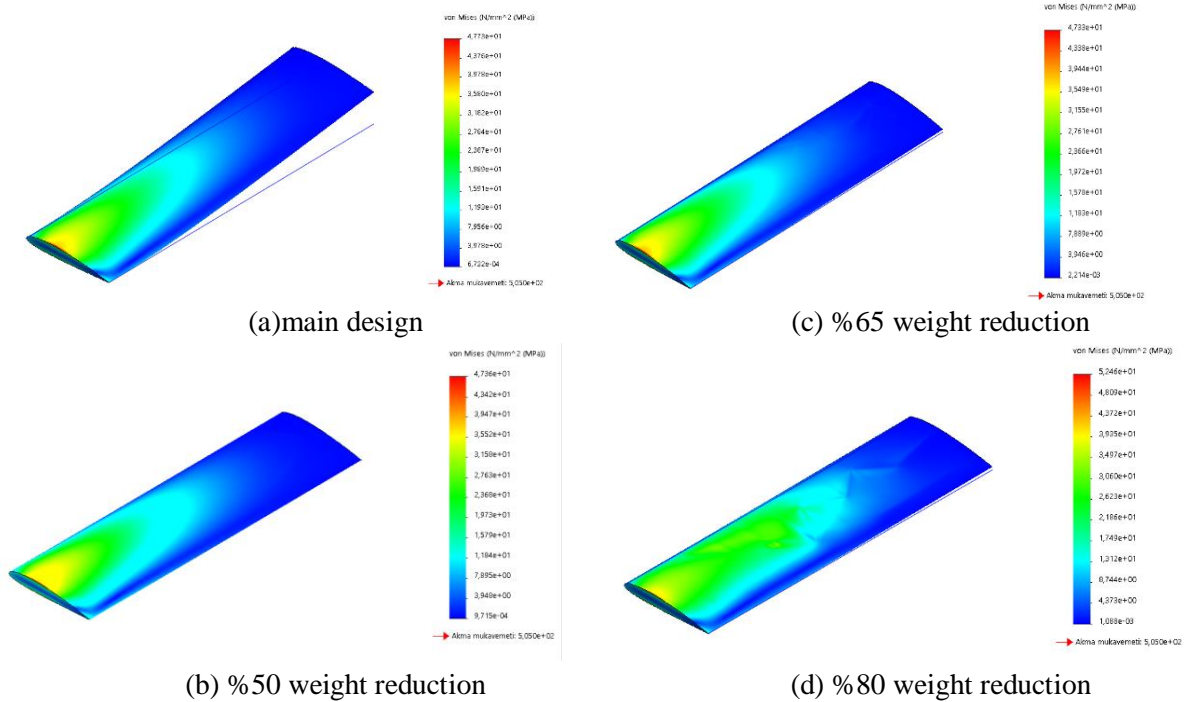 von Mises (N/mm^2 (MPa))
4,773e+01
4,376e+01
3,978e+01
3,580e+01
3,182e+01
2,784e+01
2,387e+01
1,989e+01
1,591e+01
1,193e+01
7,956e+00
3,978e+00
6,722e-04
Akma mukavemeti: 5,050e+02
(a)main design
von Mises (N/mm^2 (MPa))
4,733e+01
4,338e+01
3,944e+01
3,549e+01
3,155e+01
2,761e+01
2,366e+01
1,972e+01
1,578e+01
1,183e+01
7,889e+00
3,946e+00
2,214e-03
Akma mukavemeti: 5,050e+02
(c) %65 weight reduction
von Mises (N/mm^2 (MPa))
4,736e+01
4,342e+01
3,947e+01
3,552e+01
3,158e+01
2,763e+01
2,368e+01
1,973e+01
1,579e+01
1,184e+01
7,895e+00
3,948e+00
9,715e-04
Akma mukavemeti: 5,050e+02
(b) %50 weight reduction
von Mises (N/mm^2 (MPa))
5,246e+01
4,809e+01
4,372e+01
3,935e+01
3,497e+01
3,060e+01
2,623e+01
2,186e+01
1,749e+01
1,312e+01
8,744e+00
4,373e+00
1,088e-03
Akma mukavemeti: 5,050e+02
(d) %80 weight reduction